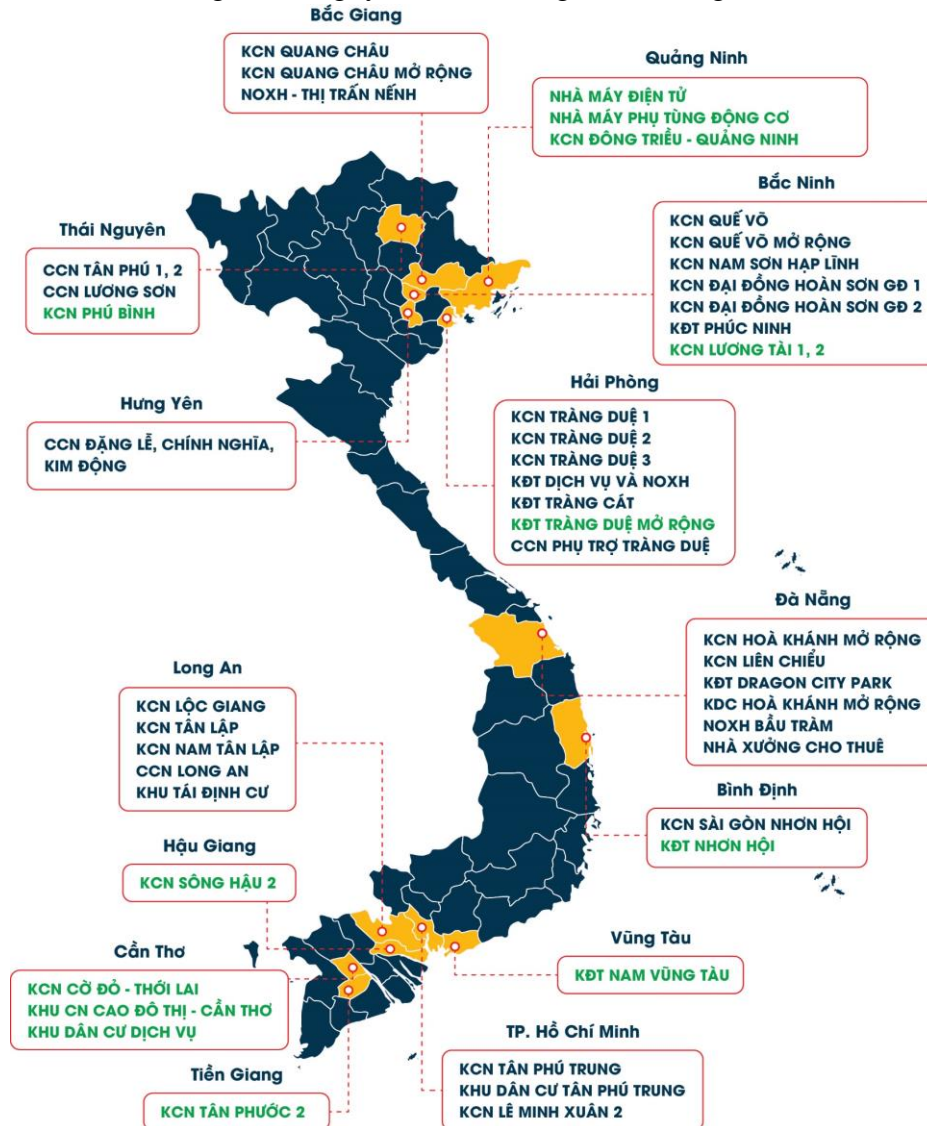 Bắc Giang
KCN QUANG CHÂU
KCN QUANG CHÂU MỞ RỘNG
NOXH - THỊ TRẤN NẾNH
Quảng Ninh
NHÀ MÁY ĐIỆN TỬ
NHÀ MÁY PHỤ TÙNG ĐỘNG CƠ
KCN ĐÔNG TRIỀU - QUẢNG NINH
Bắc Ninh
KCN QUẾ VÕ
KCN QUẾ VÕ MỞ RỘNG
KCN NAM SƠN HẠP LĨNH
KCN ĐẠI ĐỒNG HOÀN SƠN GĐ 1
KCN ĐẠI ĐỒNG HOÀN SƠN GĐ 2
KĐT PHÚC NINH
KCN LƯƠNG TÀI 1, 2
Thái Nguyên
CCN TÂN PHÚ 1, 2
CCN LƯƠNG SƠN
KCN PHÚ BÌNH
Hưng Yên
CCN ĐẶNG LỄ, CHÍNH NGHĨA,
KIM ĐỘNG
Hải Phòng
KCN TRÀNG DUỆ 1
KCN TRÀNG DUỆ 2
KCN TRÀNG DUỆ 3
KĐT DỊCH VỤ VÀ NOXH
KĐT TRÀNG CÁT
KĐT TRÀNG DUỆ MỞ RỘNG
CCN PHỤ TRỢ TRÀNG DUỆ
Đà Nẵng
KCN HOÀ KHÁNH MỞ RỘNG
KCN LIÊN CHIỂU
KĐT DRAGON CITY PARK
KDC HOÀ KHÁNH MỞ RỘNG
NOXH BẦU TRÀM
NHÀ XƯỞNG CHO THUÊ
Long An
KCN LỘC GIANG
KCN TÂN LẬP
KCN NAM TÂN LẬP
CCN LONG AN
KHU TÁI ĐỊNH CƯ
Bình Định
KCN SÀI GÒN NHƠN HỘI
KĐT NHƠN HỘI
Hậu Giang
KCN SÔNG HẬU 2
Cần Thơ
KCN CỜ ĐỎ - THỚI LAI
KHU CN CAO ĐÔ THỊ - CẦN THƠ
KHU DÂN CƯ DỊCH VỤ
Vũng Tàu
KĐT NAM VŨNG TÀU
TP. Hồ Chí Minh
KCN TÂN PHÚ TRUNG
KHU DÂN CƯ TÂN PHÚ TRUNG
KCN LÊ MINH XUÂN 2
Tiền Giang
KCN TÂN PHƯỚC 2